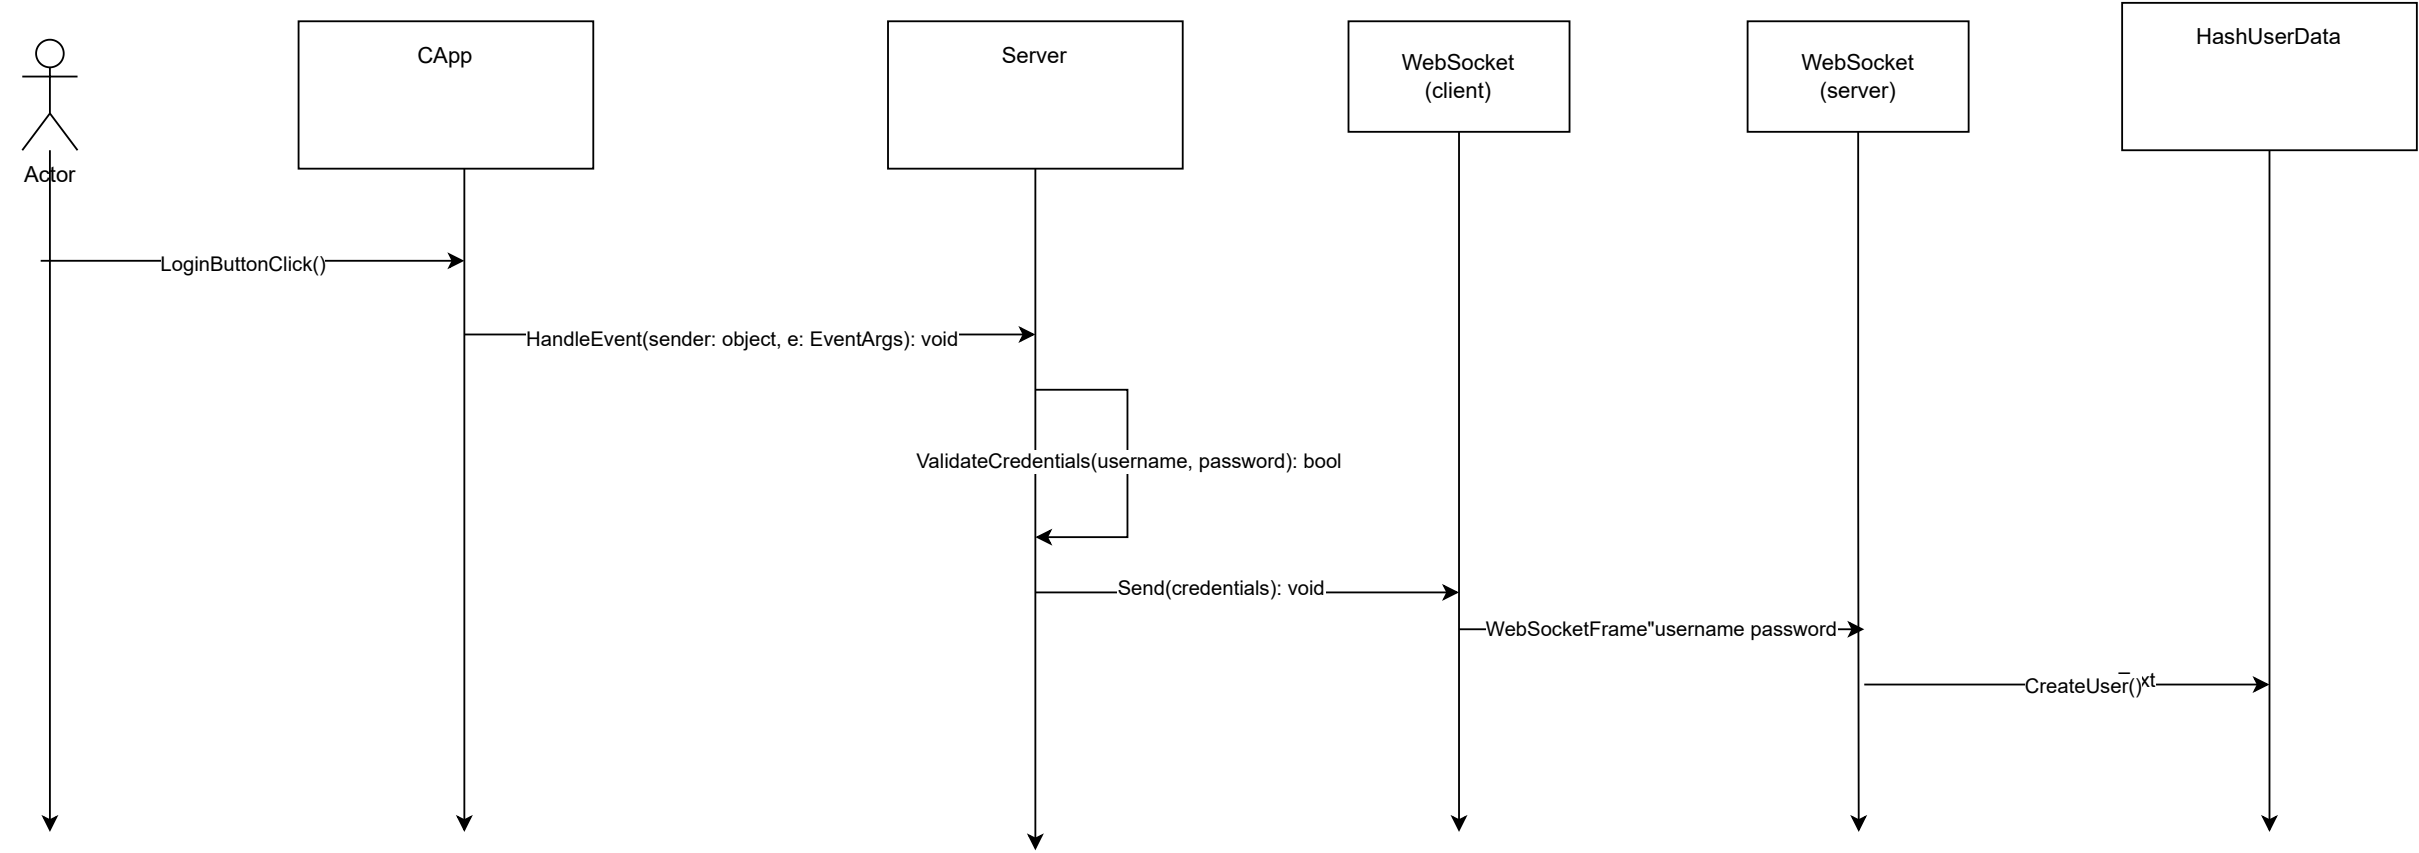 CApp
Server
WebSocket
(client)
WebSocket
(server)
HashUserData
Actor
LoginButtonClick()
HandleEvent(sender: object, e: EventArgs): void
ValidateCredentials(username, password): bool
Send(credentials): void
WebSocketFrame"username password
CreateUser()